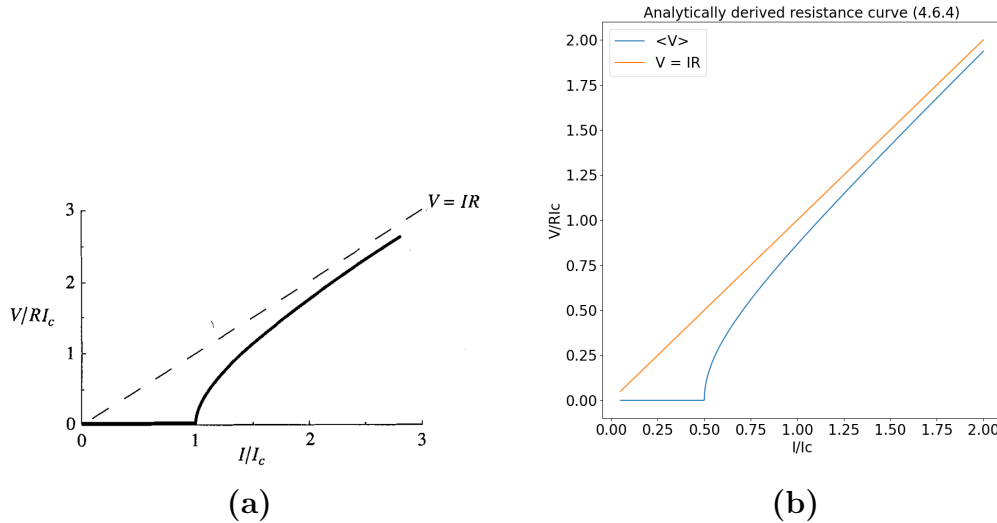 3
2
V/RI_c
1
0
0
1
2
3
I/I_c
V = IR
(a)
Analytically derived resistance curve (4.6.4)
<V>
V = IR
2.00
1.75
1.50
1.25
1.00
0.75
0.50
0.25
0.00
V/RIc
0.00 0.25 0.50 0.75 1.00 1.25 1.50 1.75 2.00
I/Ic
(b)